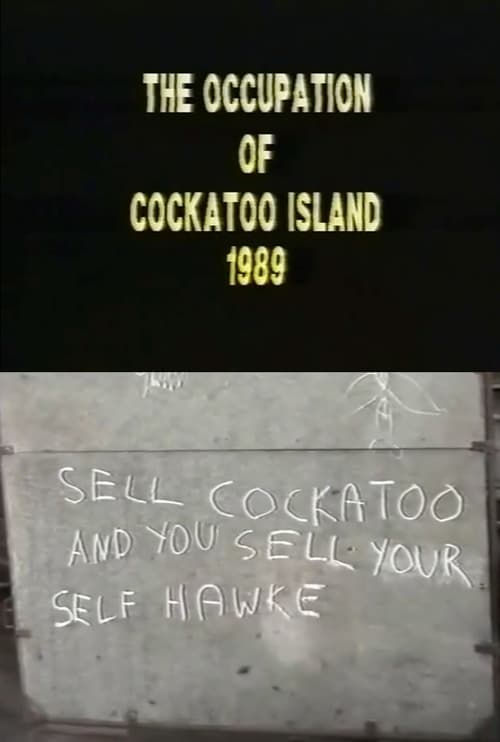 THE OCCUPATION
OF
COCKATOO ISLAND
1989
SELL COCKATOO
AND YOU SELL YOUR
SELF HAWKE